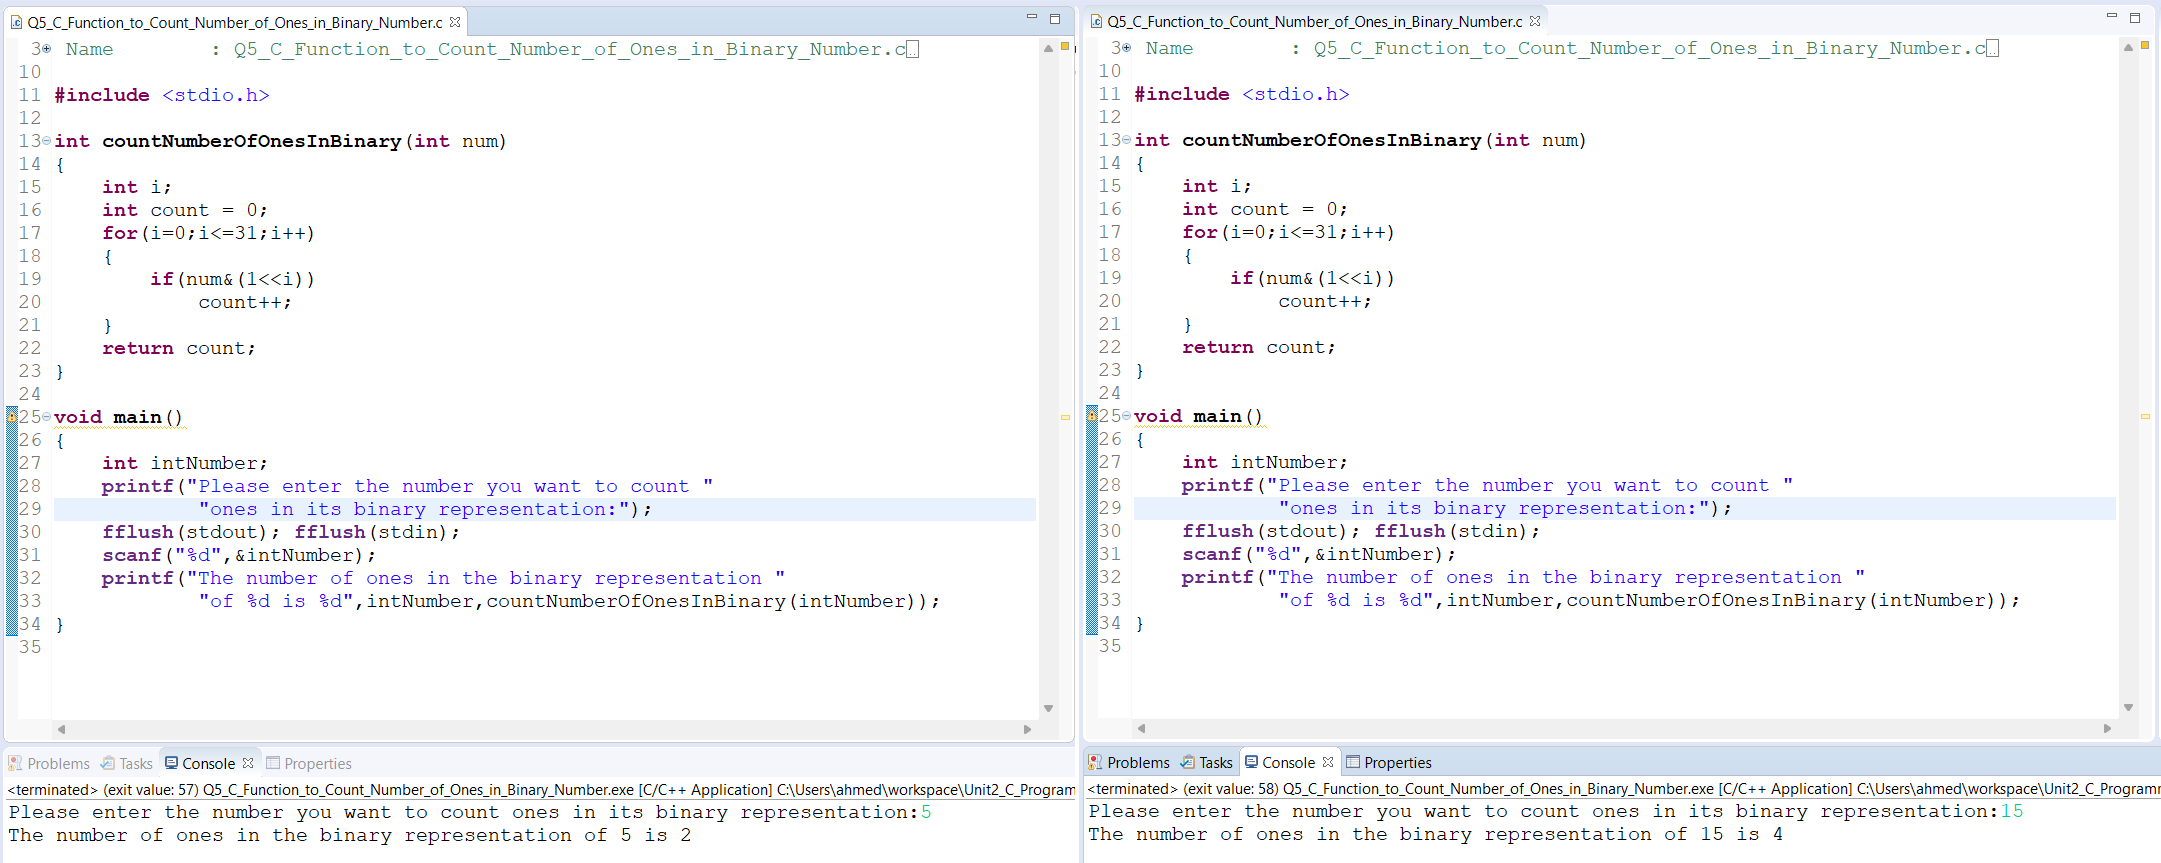 Q5_C_Function_to_Count_Number_of_Ones_in_Binary_Number.c
3 Name : Q5_C_Function_to_Count_Number_of_Ones_in_Binary_Number.c
10
11 #include <stdio.h>
12
13 int countNumberOfOnesInBinary(int num)
14 {
15 int i;
16 int count = 0;
17 for(i=0;i<=31;i++)
18 {
19 if(num&(1<<i))
20 count++;
21 }
22 return count;
23 }
24
25 void main()
26 {
27 int intNumber;
28 printf("Please enter the number you want to count "
29 "ones in its binary representation:");
30 fflush(stdout); fflush(stdin);
31 scanf("%d",&intNumber);
32 printf("The number of ones in the binary representation "
33 "of %d is %d",intNumber,countNumberOfOnesInBinary(intNumber));
34 }
35
Problems Tasks Console Properties
<terminated> (exit value: 57) Q5_C_Function_to_Count_Number_of_Ones_in_Binary_Number.exe [C/C++ Application] C:\Users\ahmed\workspace\Unit2_C_Program
Please enter the number you want to count ones in its binary representation:5
The number of ones in the binary representation of 5 is 2
Q5_C_Function_to_Count_Number_of_Ones_in_Binary_Number.c
3 Name : Q5_C_Function_to_Count_Number_of_Ones_in_Binary_Number.c
10
11 #include <stdio.h>
12
13 int countNumberOfOnesInBinary(int num)
14 {
15 int i;
16 int count = 0;
17 for(i=0;i<=31;i++)
18 {
19 if(num&(1<<i))
20 count++;
21 }
22 return count;
23 }
24
25 void main()
26 {
27 int intNumber;
28 printf("Please enter the number you want to count "
29 "ones in its binary representation:");
30 fflush(stdout); fflush(stdin);
31 scanf("%d",&intNumber);
32 printf("The number of ones in the binary representation "
33 "of %d is %d",intNumber,countNumberOfOnesInBinary(intNumber));
34 }
35
Problems Tasks Console Properties
<terminated> (exit value: 58) Q5_C_Function_to_Count_Number_of_Ones_in_Binary_Number.exe [C/C++ Application] C:\Users\ahmed\workspace\Unit2_C_Program
Please enter the number you want to count ones in its binary representation:15
The number of ones in the binary representation of 15 is 4